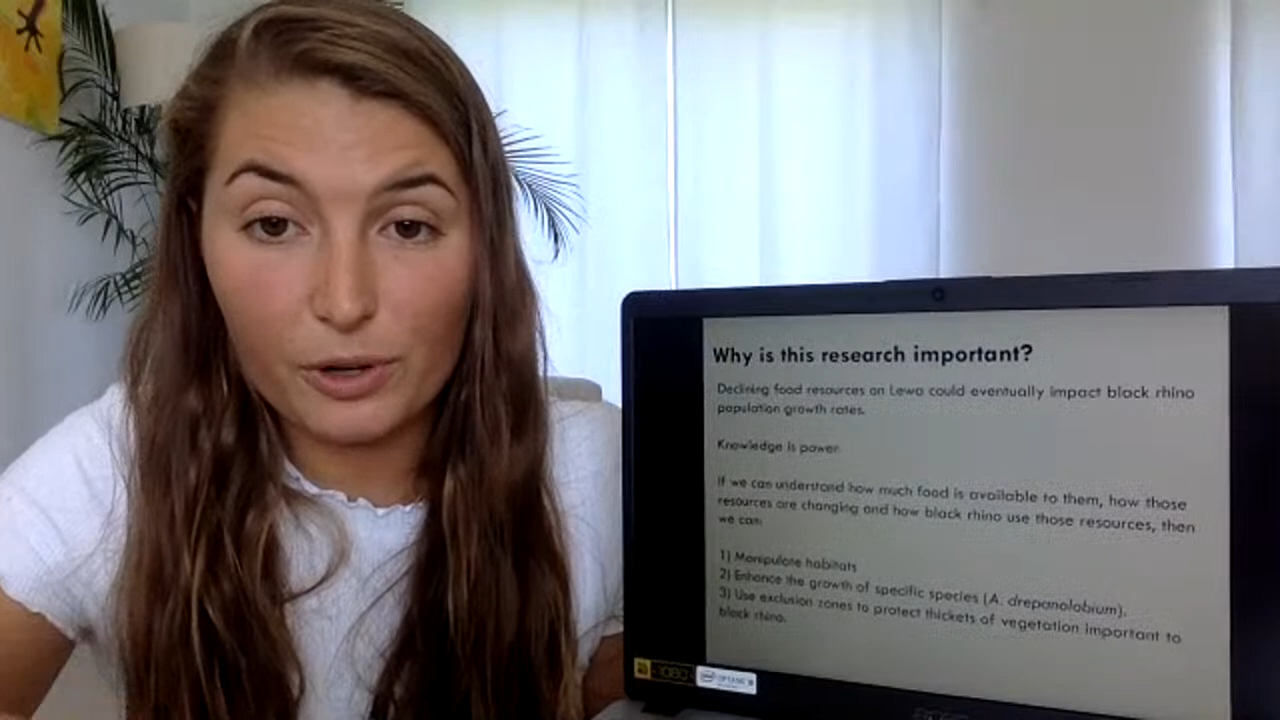 Why is this research important?
Declining food resources on Lewa could eventually impact black rhino
population growth rates.
Knowledge is power
If we can understand how much food is available to them, how those
resources are changing and how black rhino use those resources, then
we can:
1) Manipulate habitats
2) Enhance the growth of specific species (A. drepanolobium).
3) Use exclusion zones to protect thickets of vegetation important to
black rhino.
1080
acer